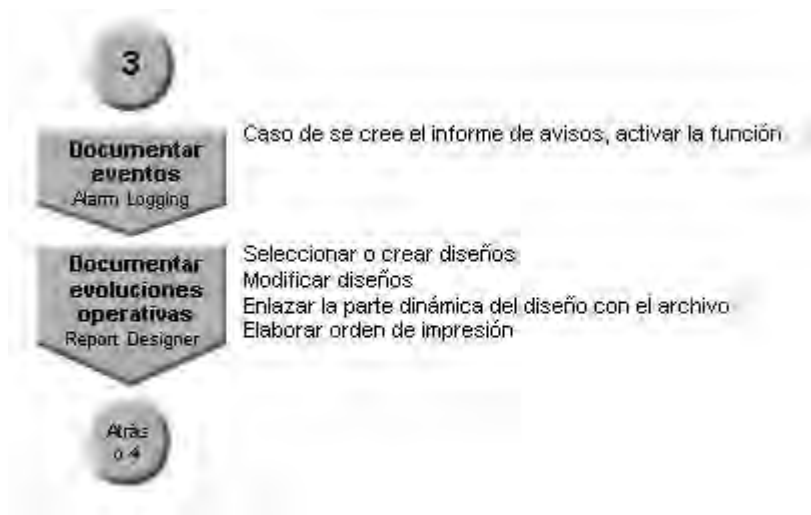 3
Documentar
eventos
Alarm Logging
Caso de se cree el informe de avisos, activar la función
Documentar
evoluciones
operativas
Report Designer
Seleccionar o crear diseños
Modificar diseños
Enlazar la parte dinámica del diseño con el archivo
Elaborar orden de impresión
Atrás
o 4